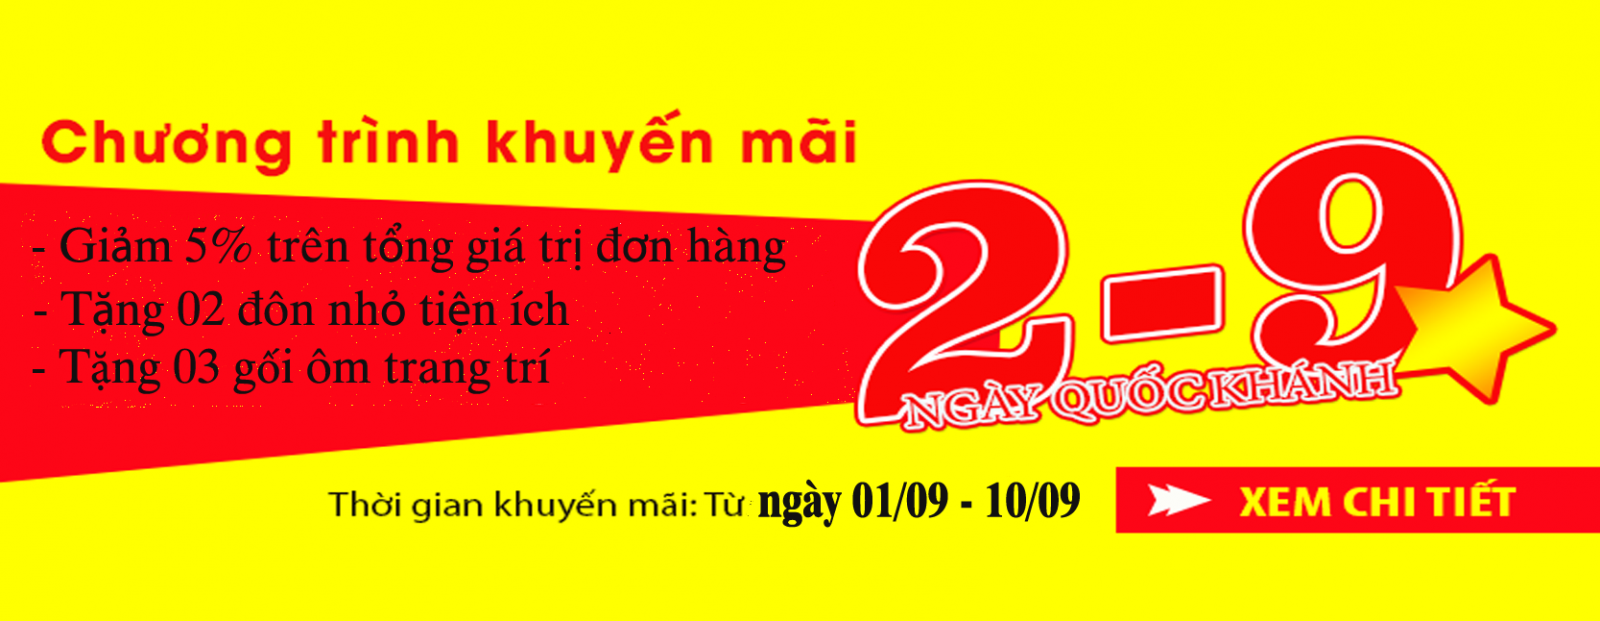 Chương trình khuyến mãi
- Giảm 5% trên tổng giá trị đơn hàng
- Tặng 02 đôn nhỏ tiện ích
- Tặng 03 gối ôm trang trí
2-9
NGÀY QUỐC KHÁNH
Thời gian khuyến mãi: Từ ngày 01/09 - 10/09
XEM CHI TIẾT